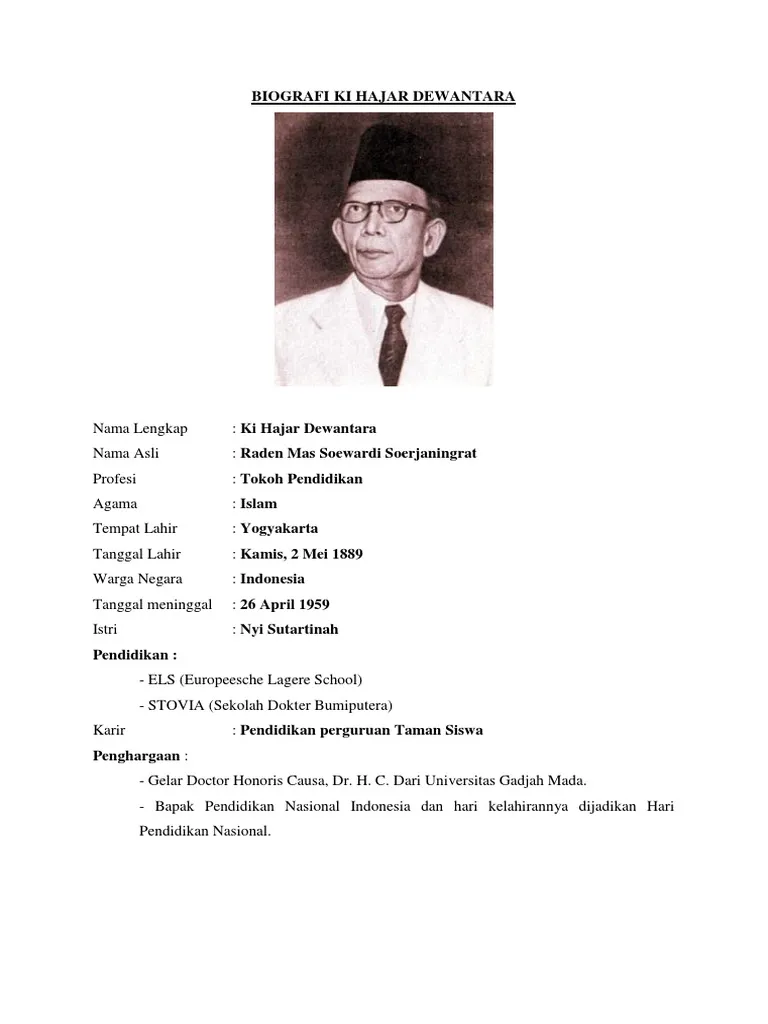 BIOGRAFI KI HAJAR DEWANTARA
Nama Lengkap : Ki Hajar Dewantara
Nama Asli : Raden Mas Soewardi Soerjaningrat
Profesi : Tokoh Pendidikan
Agama : Islam
Tempat Lahir : Yogyakarta
Tanggal Lahir : Kamis, 2 Mei 1889
Warga Negara : Indonesia
Tanggal meninggal : 26 April 1959
Istri : Nyi Sutartinah
Pendidikan :
- ELS (Europeesche Lagere School)
- STOVIA (Sekolah Dokter Bumiputera)
Karir : Pendidikan perguruan Taman Siswa
Penghargaan :
- Gelar Doctor Honoris Causa, Dr. H. C. Dari Universitas Gadjah Mada.
- Bapak Pendidikan Nasional Indonesia dan hari kelahirannya dijadikan Hari
Pendidikan Nasional.